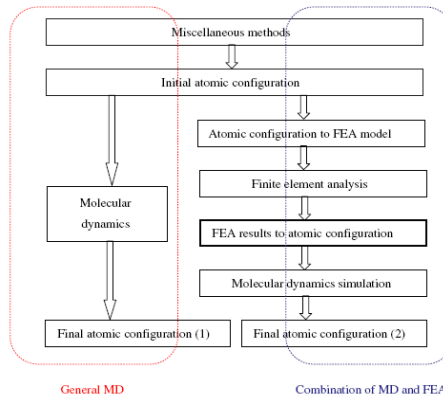 Miscellaneous methods
Initial atomic configuration
Atomic configuration to FEA model
Finite element analysis
Molecular
dynamics
FEA results to atomic configuration
Molecular dynamics simulation
Final atomic configuration (1)
Final atomic configuration (2)
General MD
Combination of MD and FEA